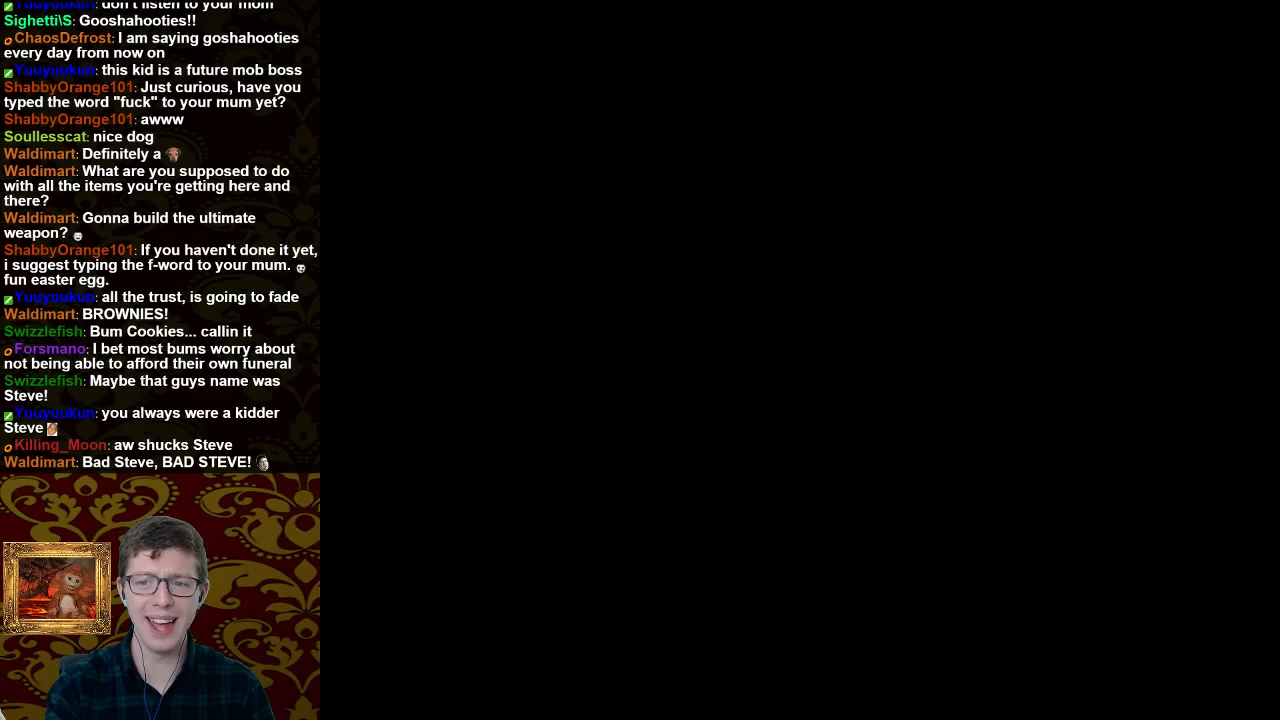 Yuuyuukun: don't listen to your mom
Sighetti\S: Gooshahooties!!
ChaosDefrost: I am saying goshahooties
every day from now on
Yuuyuukun: this kid is a future mob boss
ShabbyOrange101: Just curious, have you
typed the word "fuck" to your mum yet?
ShabbyOrange101: awww
Soullesscat: nice dog
Waldimart: Definitely a
Waldimart: What are you supposed to do
with all the items you're getting here and
there?
Waldimart: Gonna build the ultimate
weapon?
ShabbyOrange101: If you haven't done it yet,
i suggest typing the f-word to your mum.
fun easter egg.
Yuuyuukun: all the trust, is going to fade
Waldimart: BROWNIES!
Swizzlefish: Bum Cookies... callin it
Forsmano: I bet most bums worry about
not being able to afford their own funeral
Swizzlefish: Maybe that guys name was
Steve!
Yuuyuukun: you always were a kidder
Steve
Killing_Moon: aw shucks Steve
Waldimart: Bad Steve, BAD STEVE!